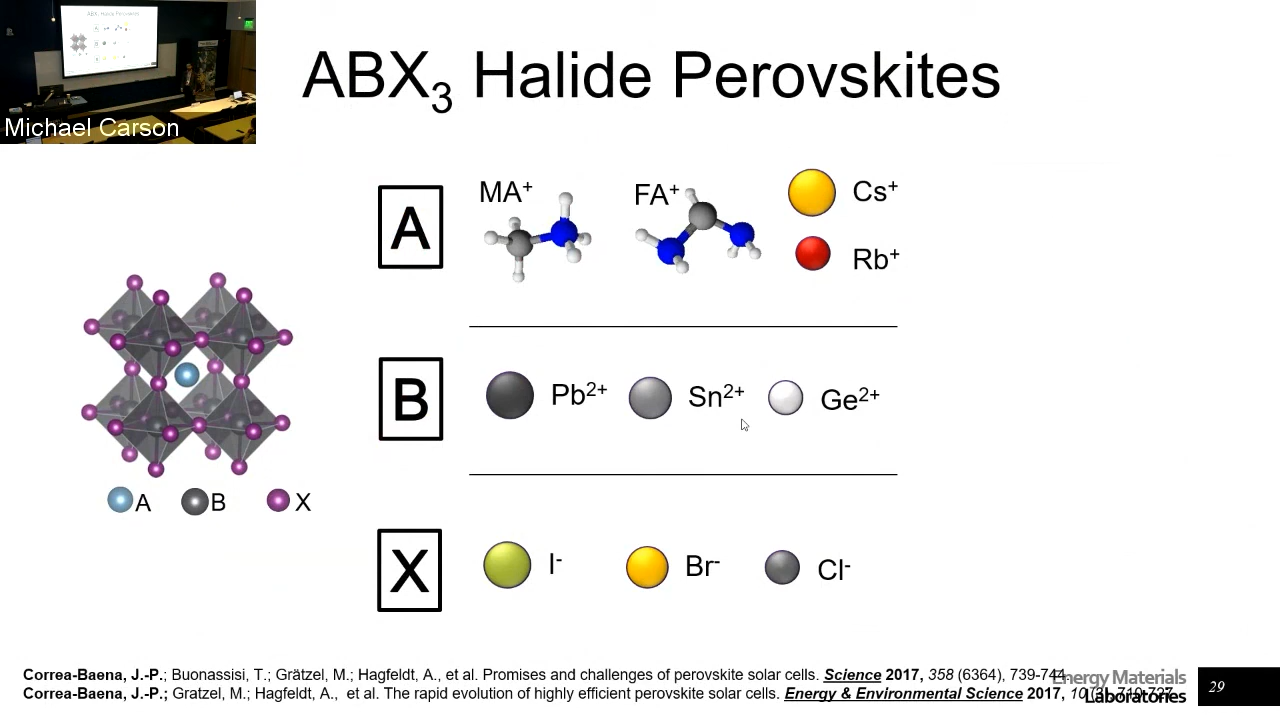 ABX₃ Halide Perovskites
Michael Carson
A
MA⁺
FA⁺
Cs⁺
Rb⁺
B
Pb²⁺
Sn²⁺
Ge²⁺
A
B
X
X
I⁻
Br⁻
Cl⁻
Correa-Baena, J.-P.; Buonassisi, T.; Grätzel, M.; Hagfeldt, A., et al. Promises and challenges of perovskite solar cells. Science 2017, 358 (6364), 739-744.
Correa-Baena, J.-P.; Gratzel, M.; Hagfeldt, A., et al. The rapid evolution of highly efficient perovskite solar cells. Energy & Environmental Science 2017, 10 (3), 710-727.
Energy Materials
Laboratories
29